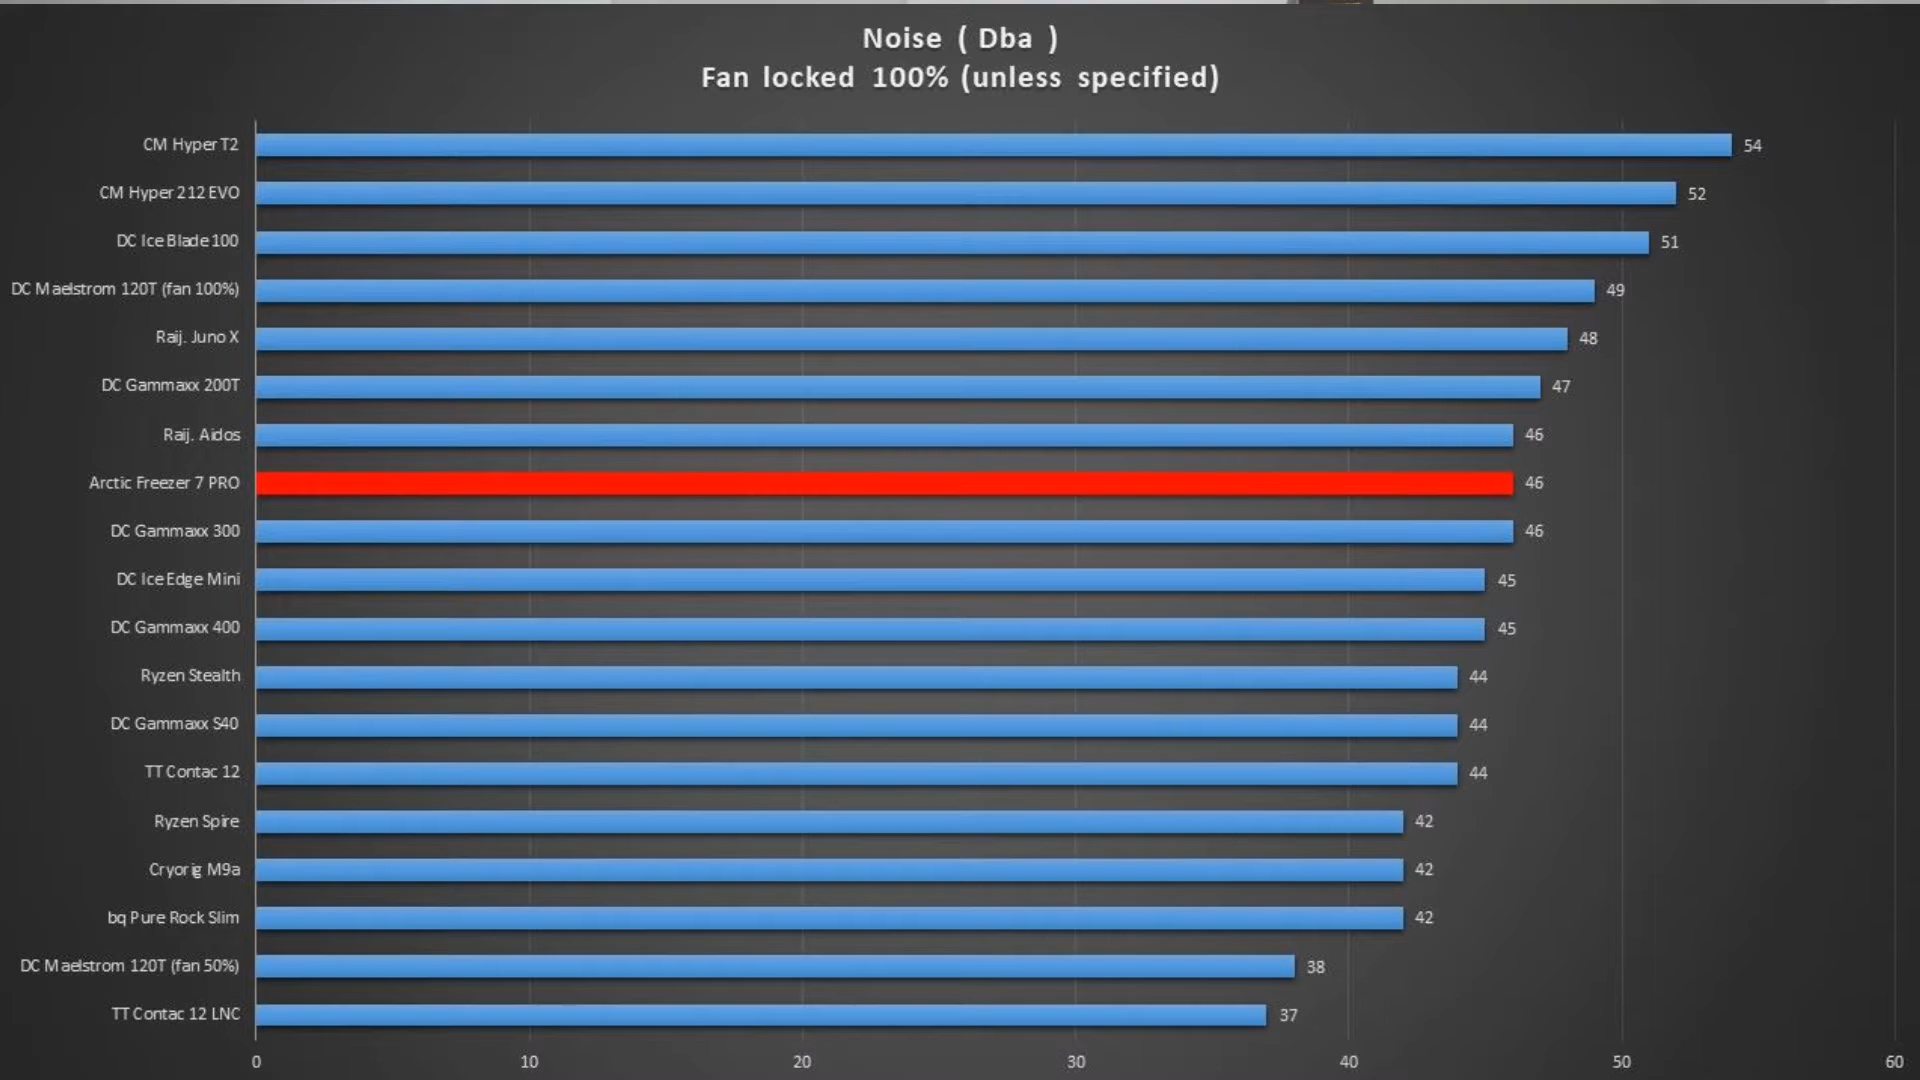 Noise ( Dba )
Fan locked 100% (unless specified)
CM Hyper T2 54
CM Hyper 212 EVO 52
DC Ice Blade 100 51
DC Maelstrom 120T (fan 100%) 49
Raij. Juno X 48
DC Gammaxx 200T 47
Raij. Aidos 46
Arctic Freezer 7 PRO 46
DC Gammaxx 300 46
DC Ice Edge Mini 45
DC Gammaxx 400 45
Ryzen Stealth 44
DC Gammaxx S40 44
TT Contac 12 44
Ryzen Spire 42
Cryorig M9a 42
bq Pure Rock Slim 42
DC Maelstrom 120T (fan 50%) 38
TT Contac 12 LNC 37
0 10 20 30 40 50 60